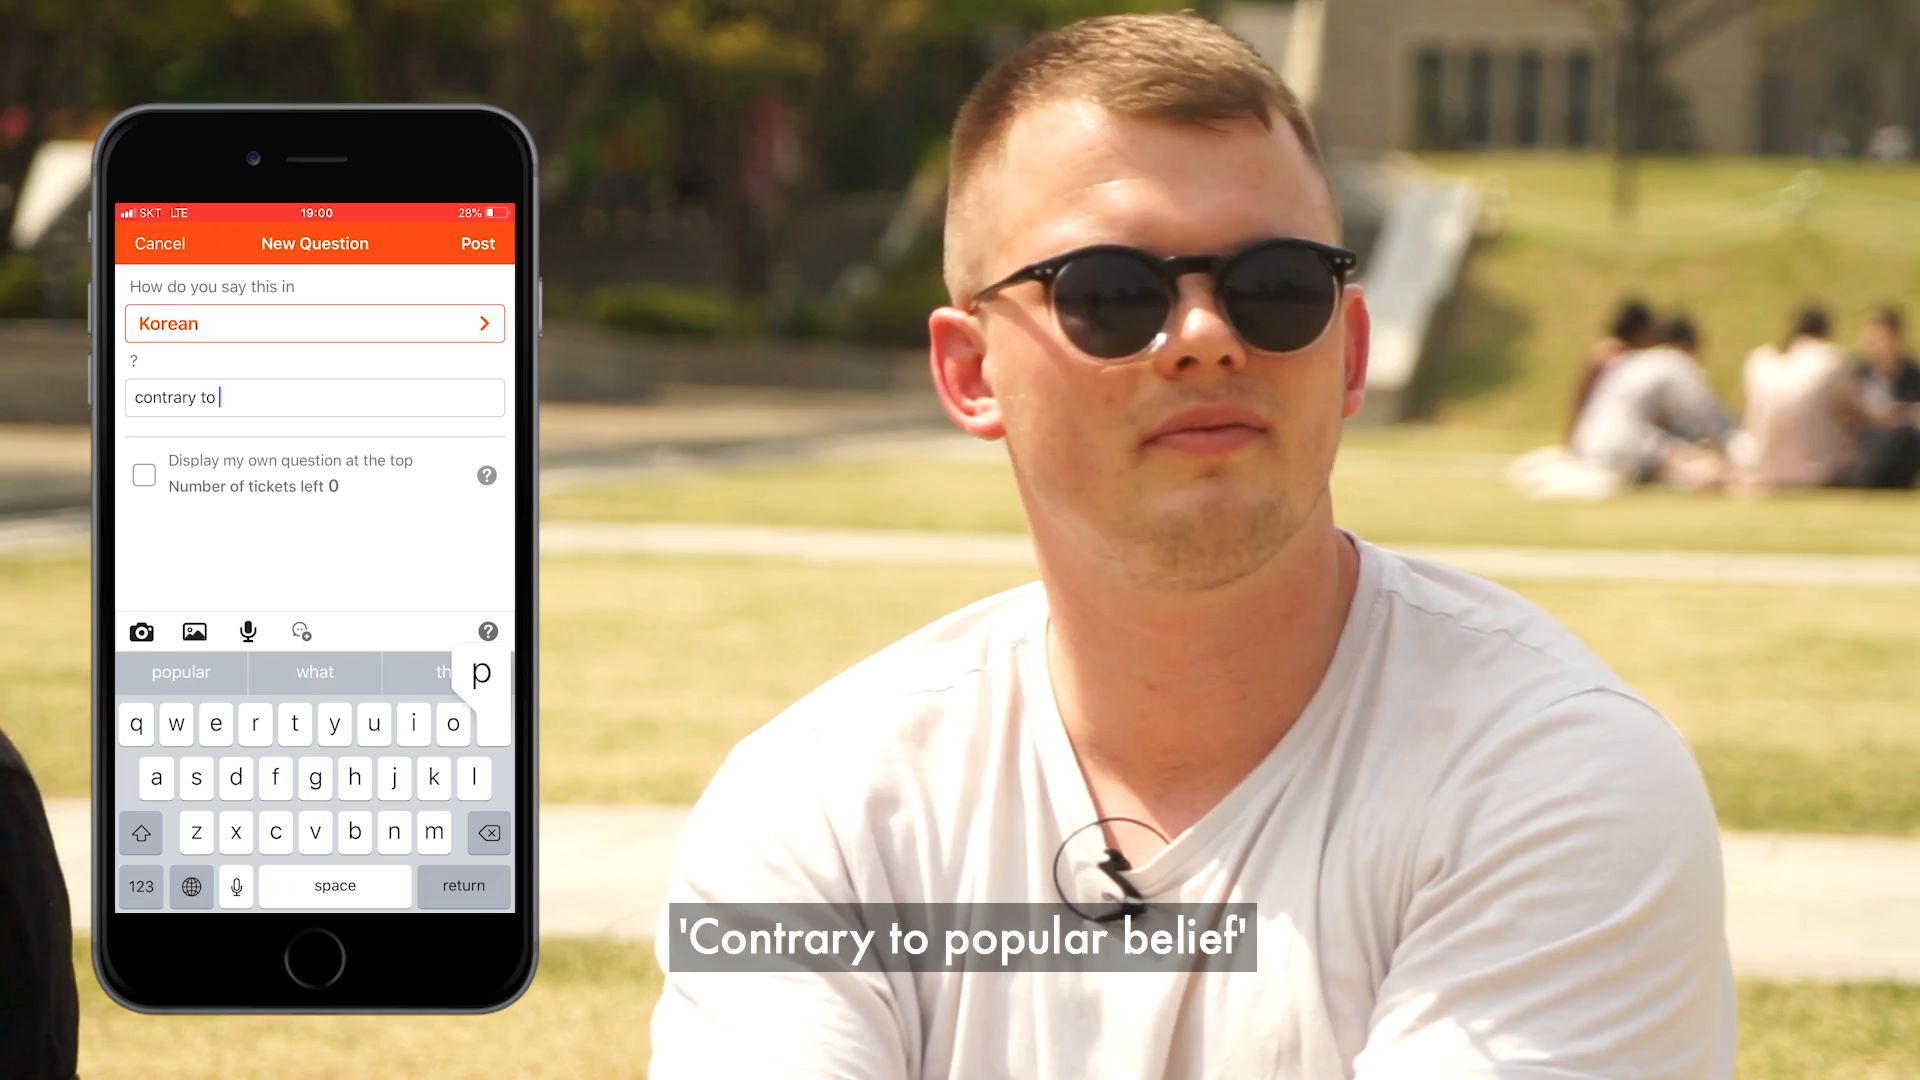 SKT LTE 19:00 28%
Cancel New Question Post
How do you say this in
Korean
?
contrary to
Display my own question at the top
Number of tickets left 0
?
?
popular what th
p
q w e r t y u i o
a s d f g h j k l
z x c v b n m
123 space return
'Contrary to popular belief'